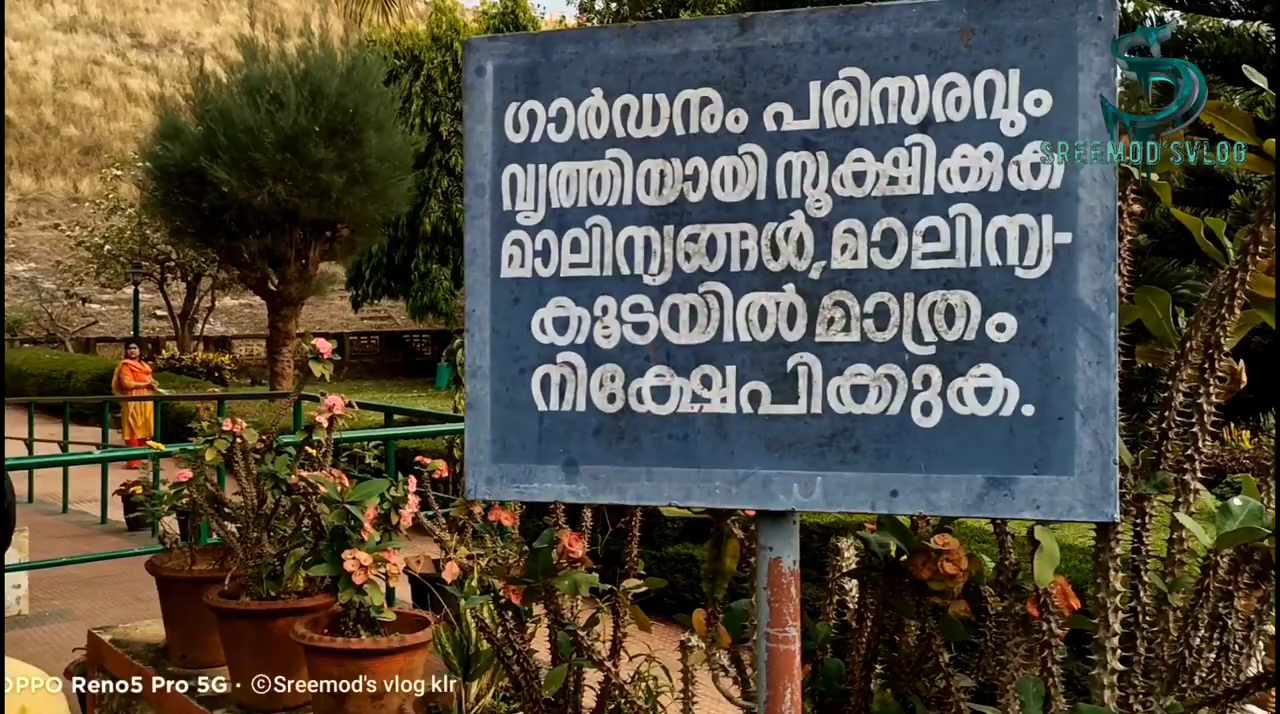 ഗാർഡനും പരിസരവും
വൃത്തിയായി സൂക്ഷിക്കുക
മാലിന്യങ്ങൾ, മാലിന്യ-
കൂടയിൽ മാത്രം
നിക്ഷേപിക്കുക.
SREEMOD'SVLOG
OPPO Reno5 Pro 5G · ©Sreemod's vlog klr